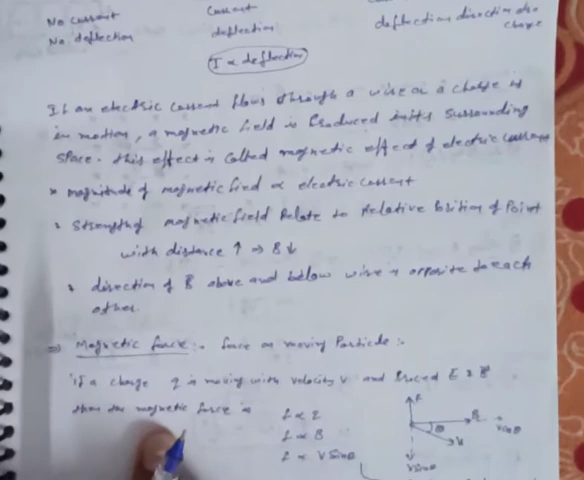 No current
current
deflection direction also
No deflection
deflection
change
I ∝ deflection
If an electric current flows through a wire or a charge is
in motion, a magnetic field is Produced in its surrounding
space. this effect is called magnetic effect of electric current
* magnitude of magnetic field ∝ electric current
* strength of magnetic field Relate to Relative Position of Point
with distance ↑ ⇒ B ↓
* direction of B above and below wire is opposite to each
other.
⇒ Magnetic force :- force on moving Particle :-
If a charge q is moving with velocity v and
then the magnetic force is
f ∝ q
f ∝ B
f ∝ V sinθ
F
B
θ
V
V sinθ